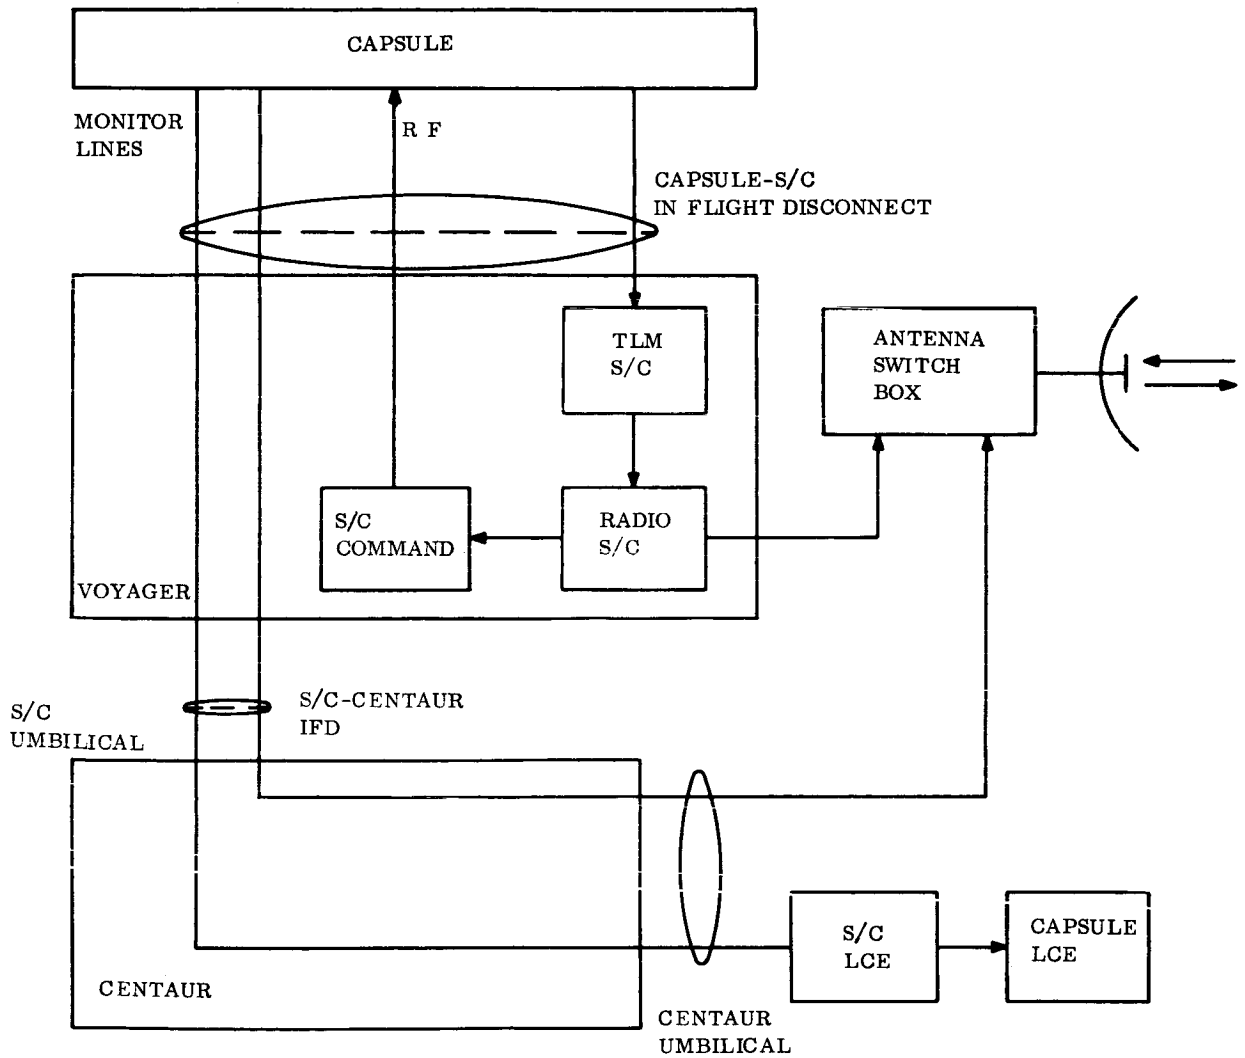 CAPSULE
MONITOR
LINES
R F
CAPSULE-S/C
IN FLIGHT DISCONNECT
TLM
S/C
ANTENNA
SWITCH
BOX
S/C
COMMAND
RADIO
S/C
VOYAGER
S/C-CENTAUR
IFD
S/C
UMBILICAL
S/C
LCE
CAPSULE
LCE
CENTAUR
CENTAUR
UMBILICAL